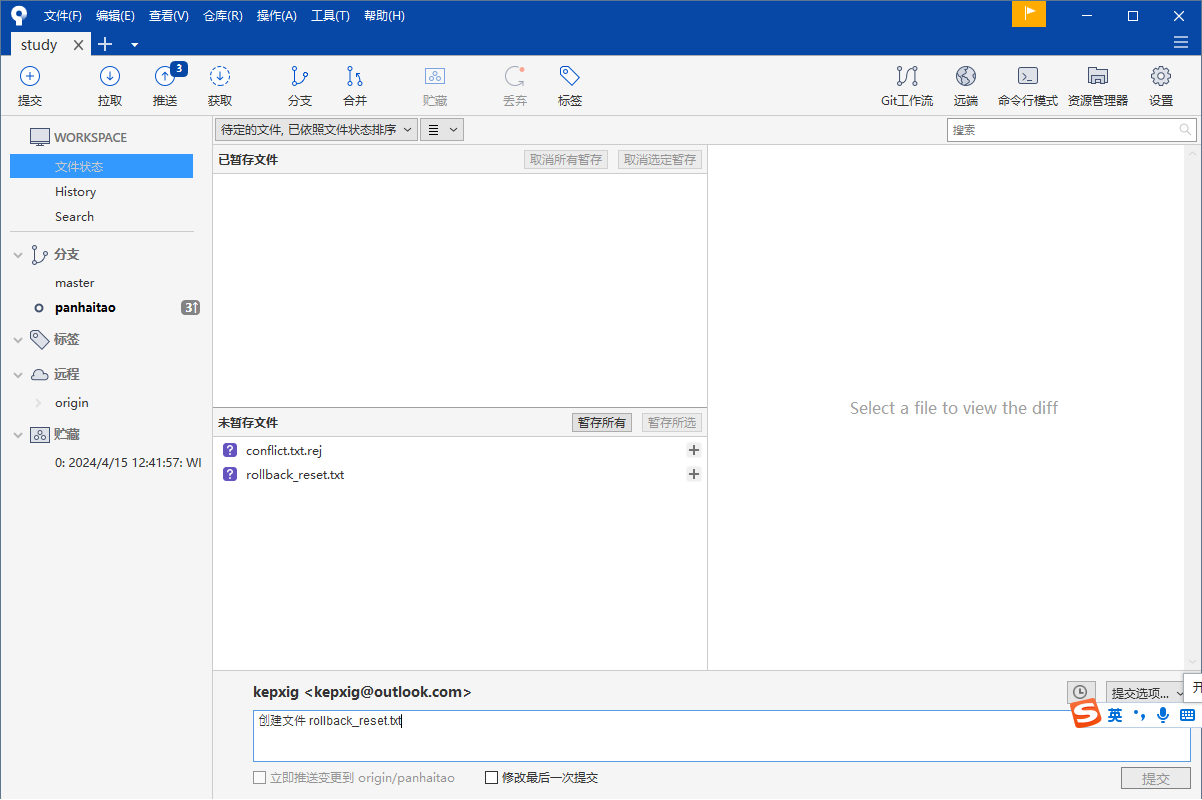 文件(F) 编辑(E) 查看(V) 仓库(R) 操作(A) 工具(T) 帮助(H)
study
3
提交 拉取 推送 获取 分支 合并 贮藏 丢弃 标签 Git工作流 远端 命令行模式 资源管理器 设置
WORKSPACE
文件状态
History
Search
分支
master
panhaitao 3↑
标签
远程
origin
贮藏
0: 2024/4/15 12:41:57: WI
待定的文件, 已依照文件状态排序
搜索
已暂存文件 取消所有暂存 取消选定暂存
未暂存文件 暂存所有 暂存所选
? conflict.txt.rej +
? rollback_reset.txt +
Select a file to view the diff
kepxig <kepxig@outlook.com>
提交选项... 开
创建文件 rollback_reset.txt
S 英
立即推送变更到 origin/panhaitao 修改最后一次提交
提交